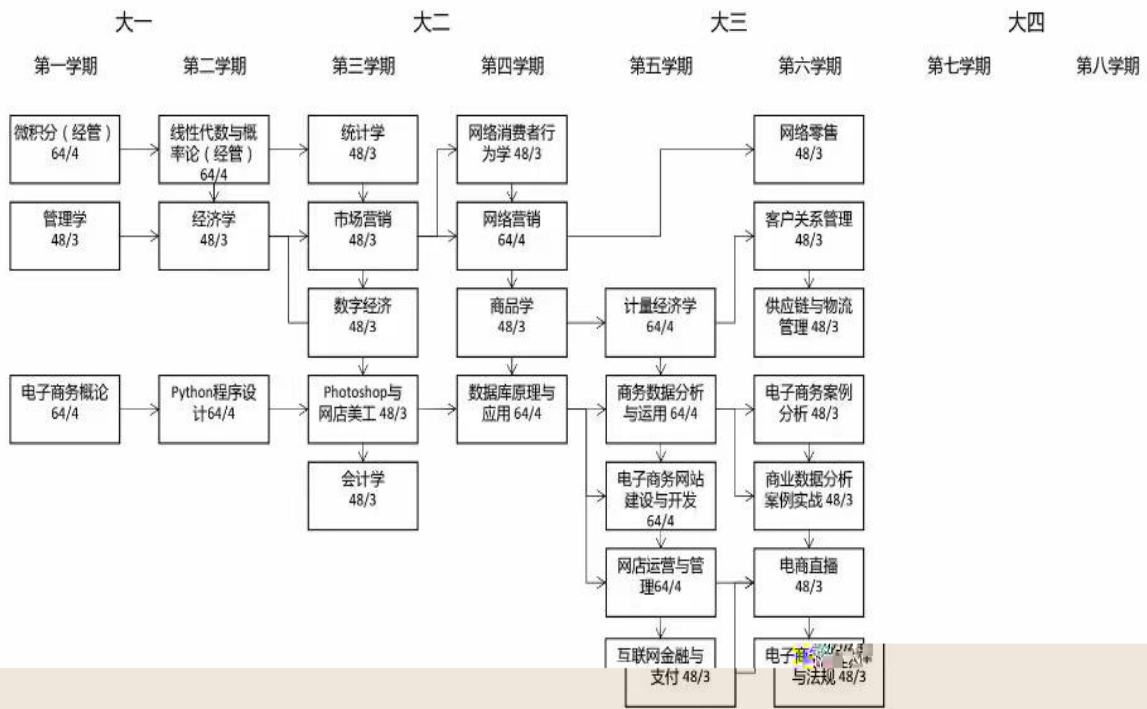 大一 大二 大三 大四
第一学期 第二学期 第三学期 第四学期 第五学期 第六学期 第七学期 第八学期
微积分（经管）
64/4
线性代数与概
率论（经管）
64/4
统计学
48/3
网络消费者行
为学 48/3
网络零售
48/3
管理学
48/3
经济学
48/3
市场营销
48/3
网络营销
64/4
客户关系管理
48/3
数字经济
48/3
商品学
48/3
计量经济学
64/4
供应链与物流
管理 48/3
电子商务概论
64/4
Python程序设
计64/4
Photoshop与
网店美工 48/3
数据库原理与
应用 64/4
商务数据分析
与运用 64/4
电子商务案例
分析 48/3
会计学
48/3
电子商务网站
建设与开发
64/4
商业数据分析
案例实战 48/3
网店运营与管
理64/4
电商直播
48/3
互联网金融与
支付 48/3
电子商
与法规 48/3